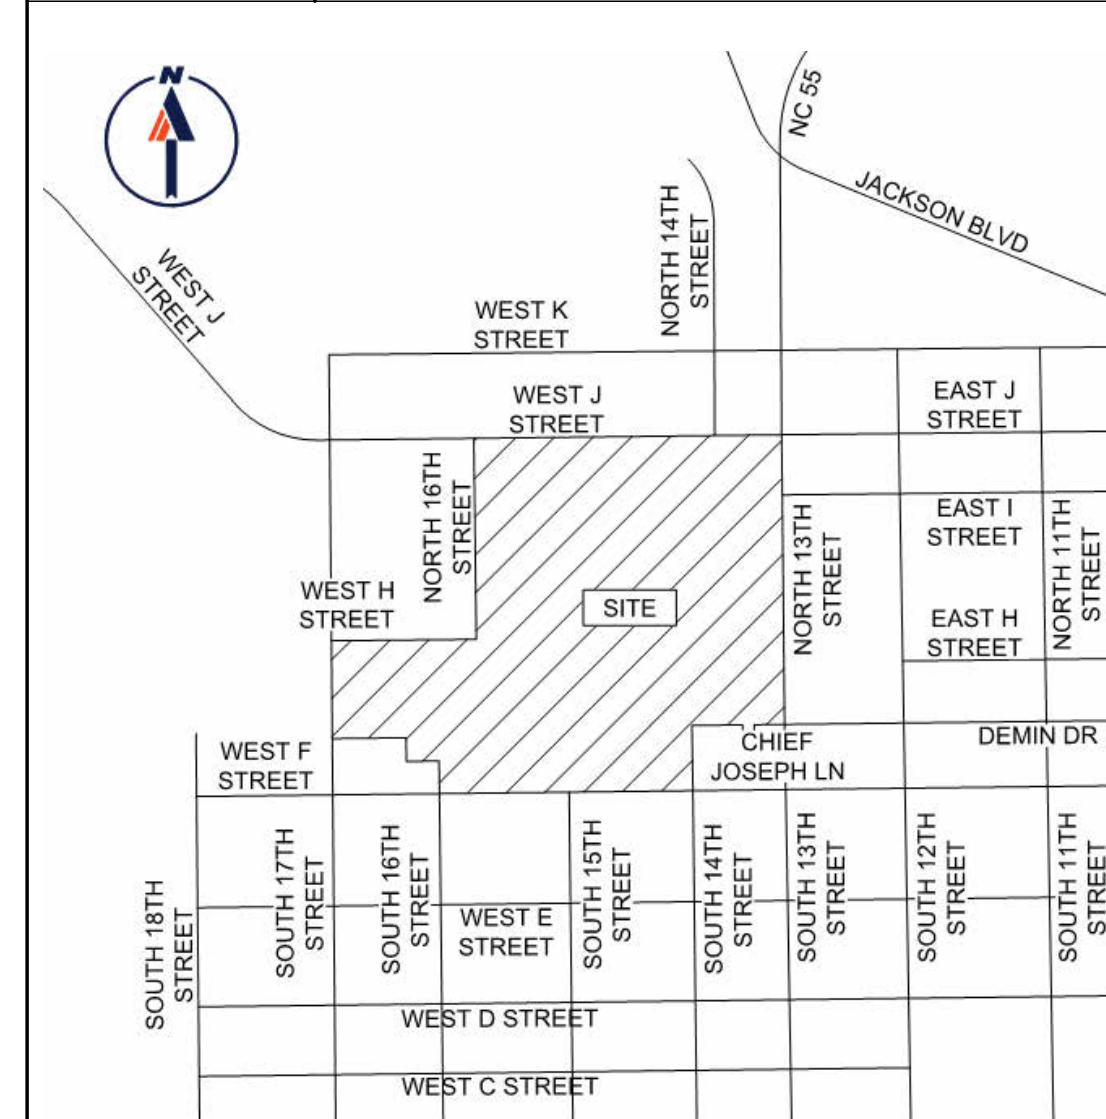 N
NC 55
JACKSON BLVD
NORTH 14TH
STREET
WEST J
STREET
WEST K
STREET
WEST J
STREET
EAST J
STREET
NORTH 16TH
STREET
EAST I
STREET
NORTH 13TH
STREET
NORTH 11TH
STREET
WEST H
STREET
SITE
EAST H
STREET
WEST F
STREET
CHIEF
JOSEPH LN
DEMIN DR
SOUTH 18TH
STREET
SOUTH 17TH
STREET
SOUTH 16TH
STREET
WEST E
STREET
SOUTH 15TH
STREET
SOUTH 14TH
STREET
SOUTH 13TH
STREET
SOUTH 12TH
STREET
SOUTH 11TH
STREET
WEST D STREET
WEST C STREET